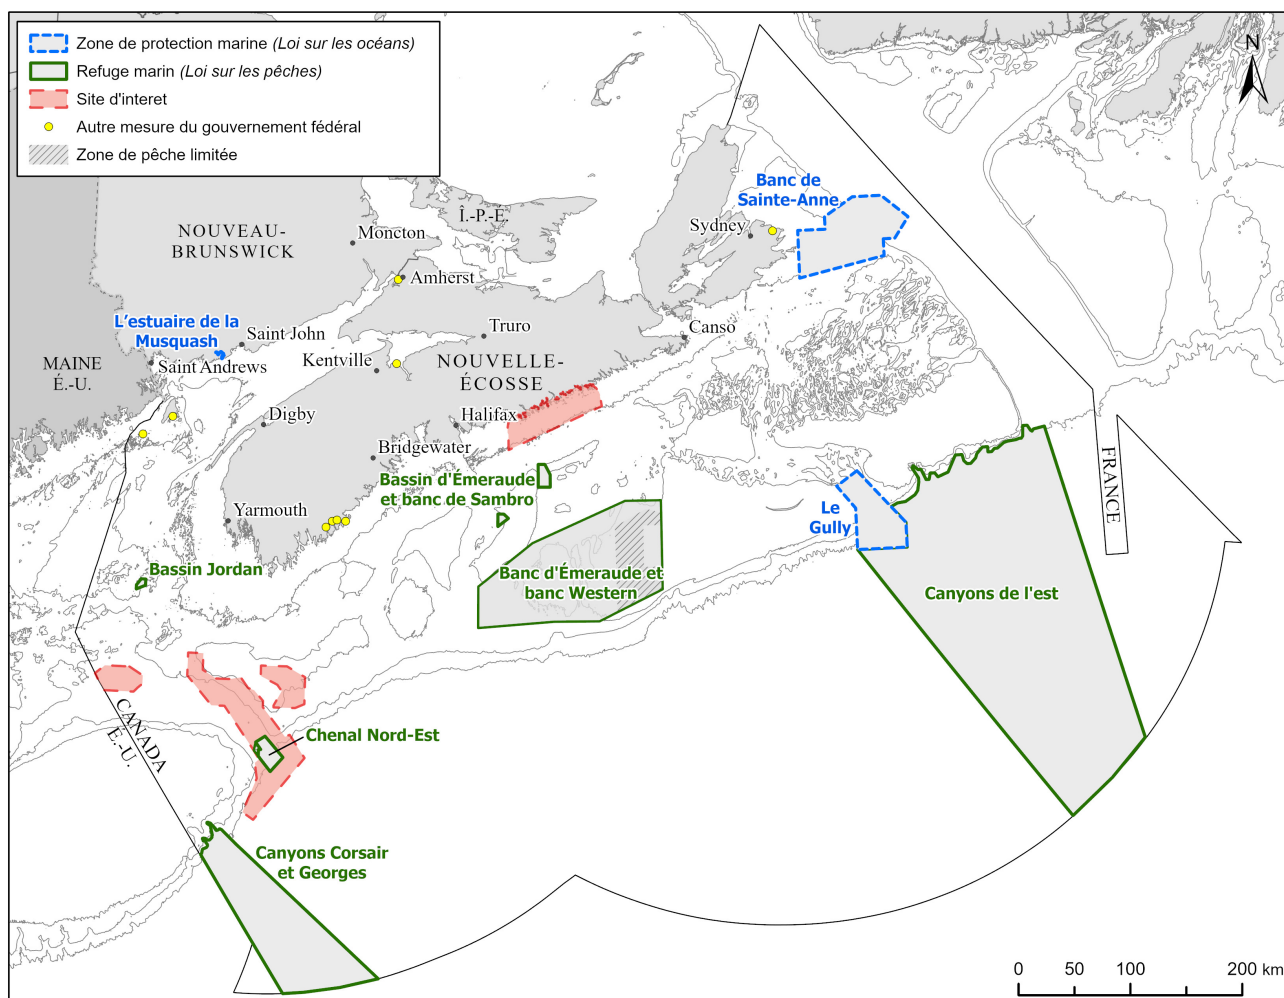 Zone de protection marine (Loi sur les océans)
Refuge marin (Loi sur les pêches)
Site d'interet
Autre mesure du gouvernement fédéral
Zone de pêche limitée
N
Banc de
Sainte-Anne
Î.-P.-É.
NOUVEAU-
BRUNSWICK
Moncton
Sydney
Amherst
L'estuaire de la
Musquash
Saint John
Truro
Canso
MAINE
É.-U.
Saint Andrews
Kentville
NOUVELLE-
ÉCOSSE
Digby
Halifax
Bridgewater
FRANCE
Bassin d'Émeraude
et banc de Sambro
Yarmouth
Le
Gully
Bassin Jordan
Banc d'Émeraude et
banc Western
Canyons de l'est
CANADA
É.-U.
Chenal Nord-Est
Canyons Corsair
et Georges
0 50 100 200 km